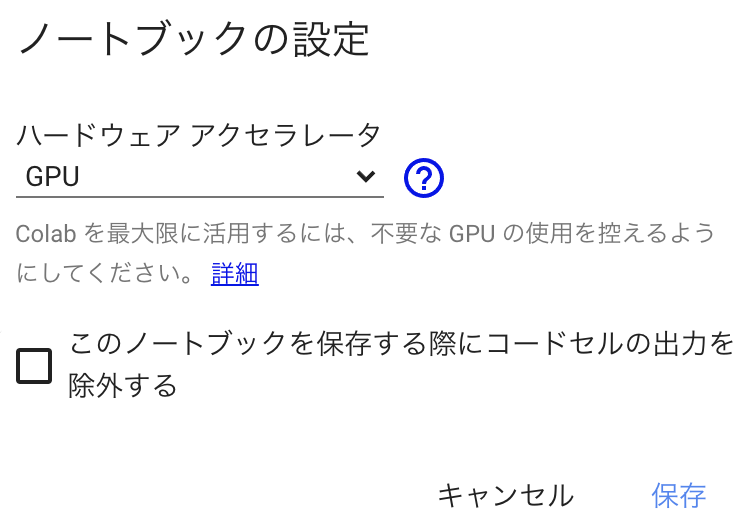 ノートブックの設定
ハードウェア アクセラレータ
GPU
Colab を最大限に活用するには、不要な GPU の使用を控えるよう
にしてください。 詳細
このノートブックを保存する際にコードセルの出力を
除外する
キャンセル 保存